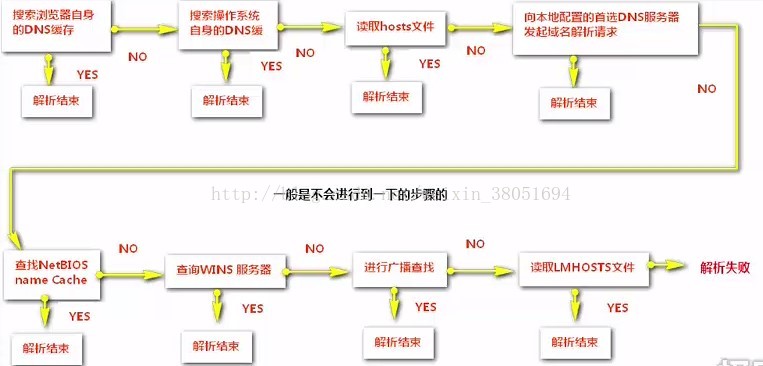 搜索浏览器自身
的DNS缓存
搜索操作系统
自身的DNS缓
读取hosts文件
向本地配置的首选DNS服务器
发起域名解析请求
NO
NO
NO
NO
YES
YES
YES
YES
解析结束
解析结束
解析结束
解析结束
一般是不会进行到一下的步骤的
查找NetBIOS
name Cache
查询WINS 服务器
进行广播查找
读取LMHOSTS文件
解析失败
NO
NO
NO
NO
YES
YES
YES
YES
解析结束
解析结束
解析结束
解析结束